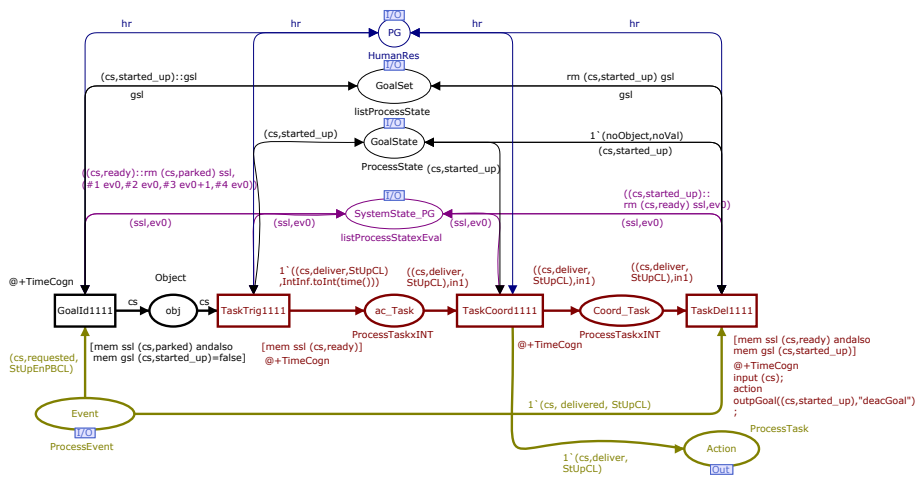 I/O
hr
hr
PG
hr
hr
HumanRes
I/O
(cs,started_up)::gsl
GoalSet
rm (cs,started_up) gsl
gsl
gsl
listProcessState
I/O
(cs,started_up)
GoalState
1`(noObject,noVal)
(cs,started_up)
ProcessState
(cs,started_up)
((cs,ready)::rm (cs,parked) ssl,
(#1 ev0,#2 ev0,#3 ev0+1,#4 ev0))
I/O
((cs,started_up)::
rm (cs,ready) ssl,ev0)
SystemState_PG
(ssl,ev0)
(ssl,ev0)
(ssl,ev0)
(ssl,ev0)
listProcessStatexEval
@+TimeCogn
Object
1`((cs,deliver,StUpCL)
,IntInf.toInt(time()))
((cs,deliver,
StUpCL),in1)
((cs,deliver,
StUpCL),in1)
((cs,deliver,
StUpCL),in1)
GoalId1111
cs
obj
cs
TaskTrig1111
ac_Task
TaskCoord1111
Coord_Task
TaskDel1111
ProcessTaskxINT
ProcessTaskxINT
(cs,requested,
StUpEnPBCL)
[mem ssl (cs,parked) andalso
mem gsl (cs,started_up)=false]
[mem ssl (cs,ready)]
@+TimeCogn
@+TimeCogn
[mem ssl (cs,ready) andalso
mem gsl (cs,started_up)]
@+TimeCogn
input (cs);
action
outpGoal((cs,started_up),"deacGoal")
;
Event
I/O
ProcessEvent
1`(cs, delivered, StUpCL)
ProcessTask
Action
Out
1`(cs,deliver,
StUpCL)